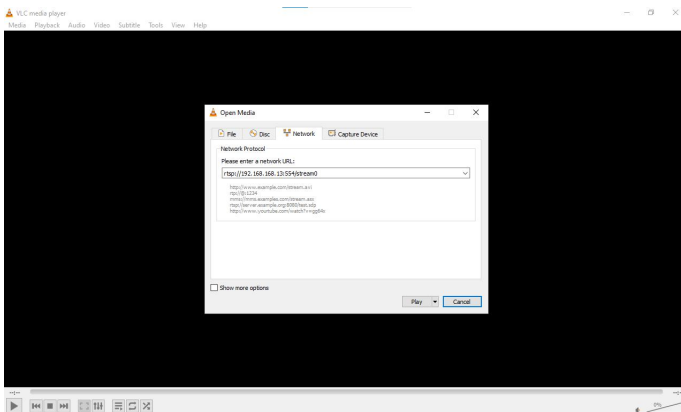 VLC media player
Media Playback Audio Video Subtitle Tools View Help
Open Media
File Disc Network Capture Device
Network Protocol
Please enter a network URL:
rtsp://192.168.168.13:554/stream0
http://www.example.com/stream.avi
rtp://@:1234
mms://mms.examples.com/stream.asx
rtsp://server.example.org:8080/test.sdp
http://www.yourtube.com/watch?v=gg64x
Show more options
Play Cancel
--:-- --:--
0%